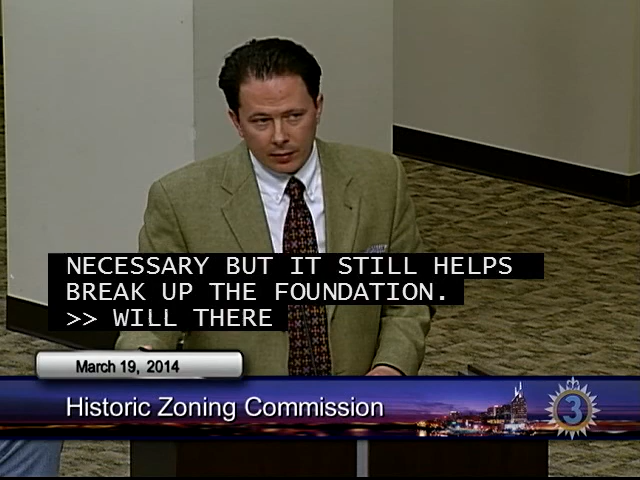 NECESSARY BUT IT STILL HELPS
BREAK UP THE FOUNDATION.
>> WILL THERE
March 19, 2014
Historic Zoning Commission
3